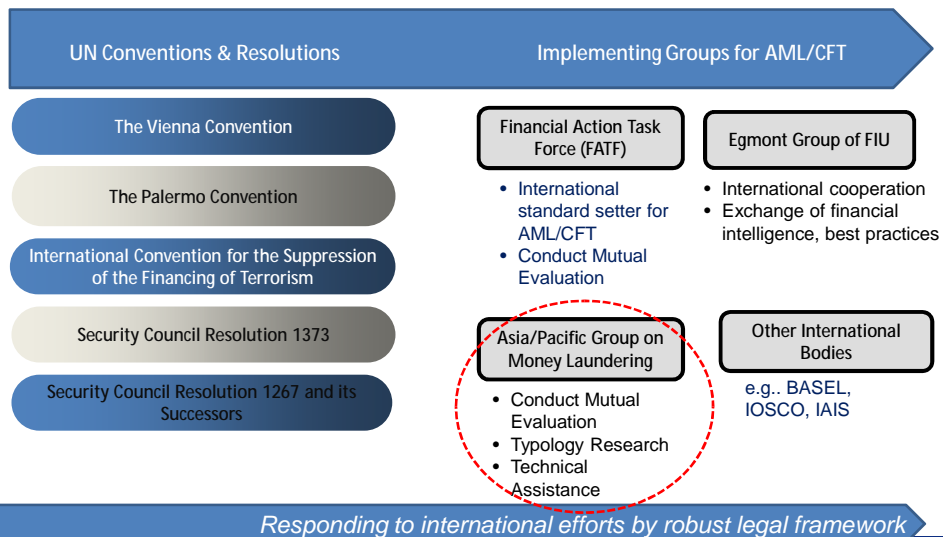 UN Conventions & Resolutions
Implementing Groups for AML/CFT
The Vienna Convention
The Palermo Convention
International Convention for the Suppression
of the Financing of Terrorism
Security Council Resolution 1373
Security Council Resolution 1267 and its
Successors
Financial Action Task
Force (FATF)
• International
standard setter for
AML/CFT
• Conduct Mutual
Evaluation
Egmont Group of FIU
• International cooperation
• Exchange of financial
intelligence, best practices
Asia/Pacific Group on
Money Laundering
• Conduct Mutual
Evaluation
• Typology Research
• Technical
Assistance
Other International
Bodies
e.g.. BASEL,
IOSCO, IAIS
Responding to international efforts by robust legal framework